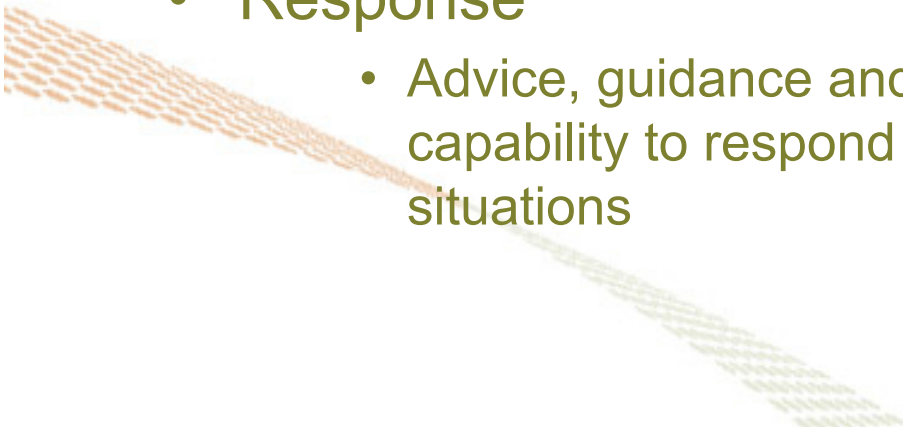 • Response
• Advice, guidance and
capability to respond
situations